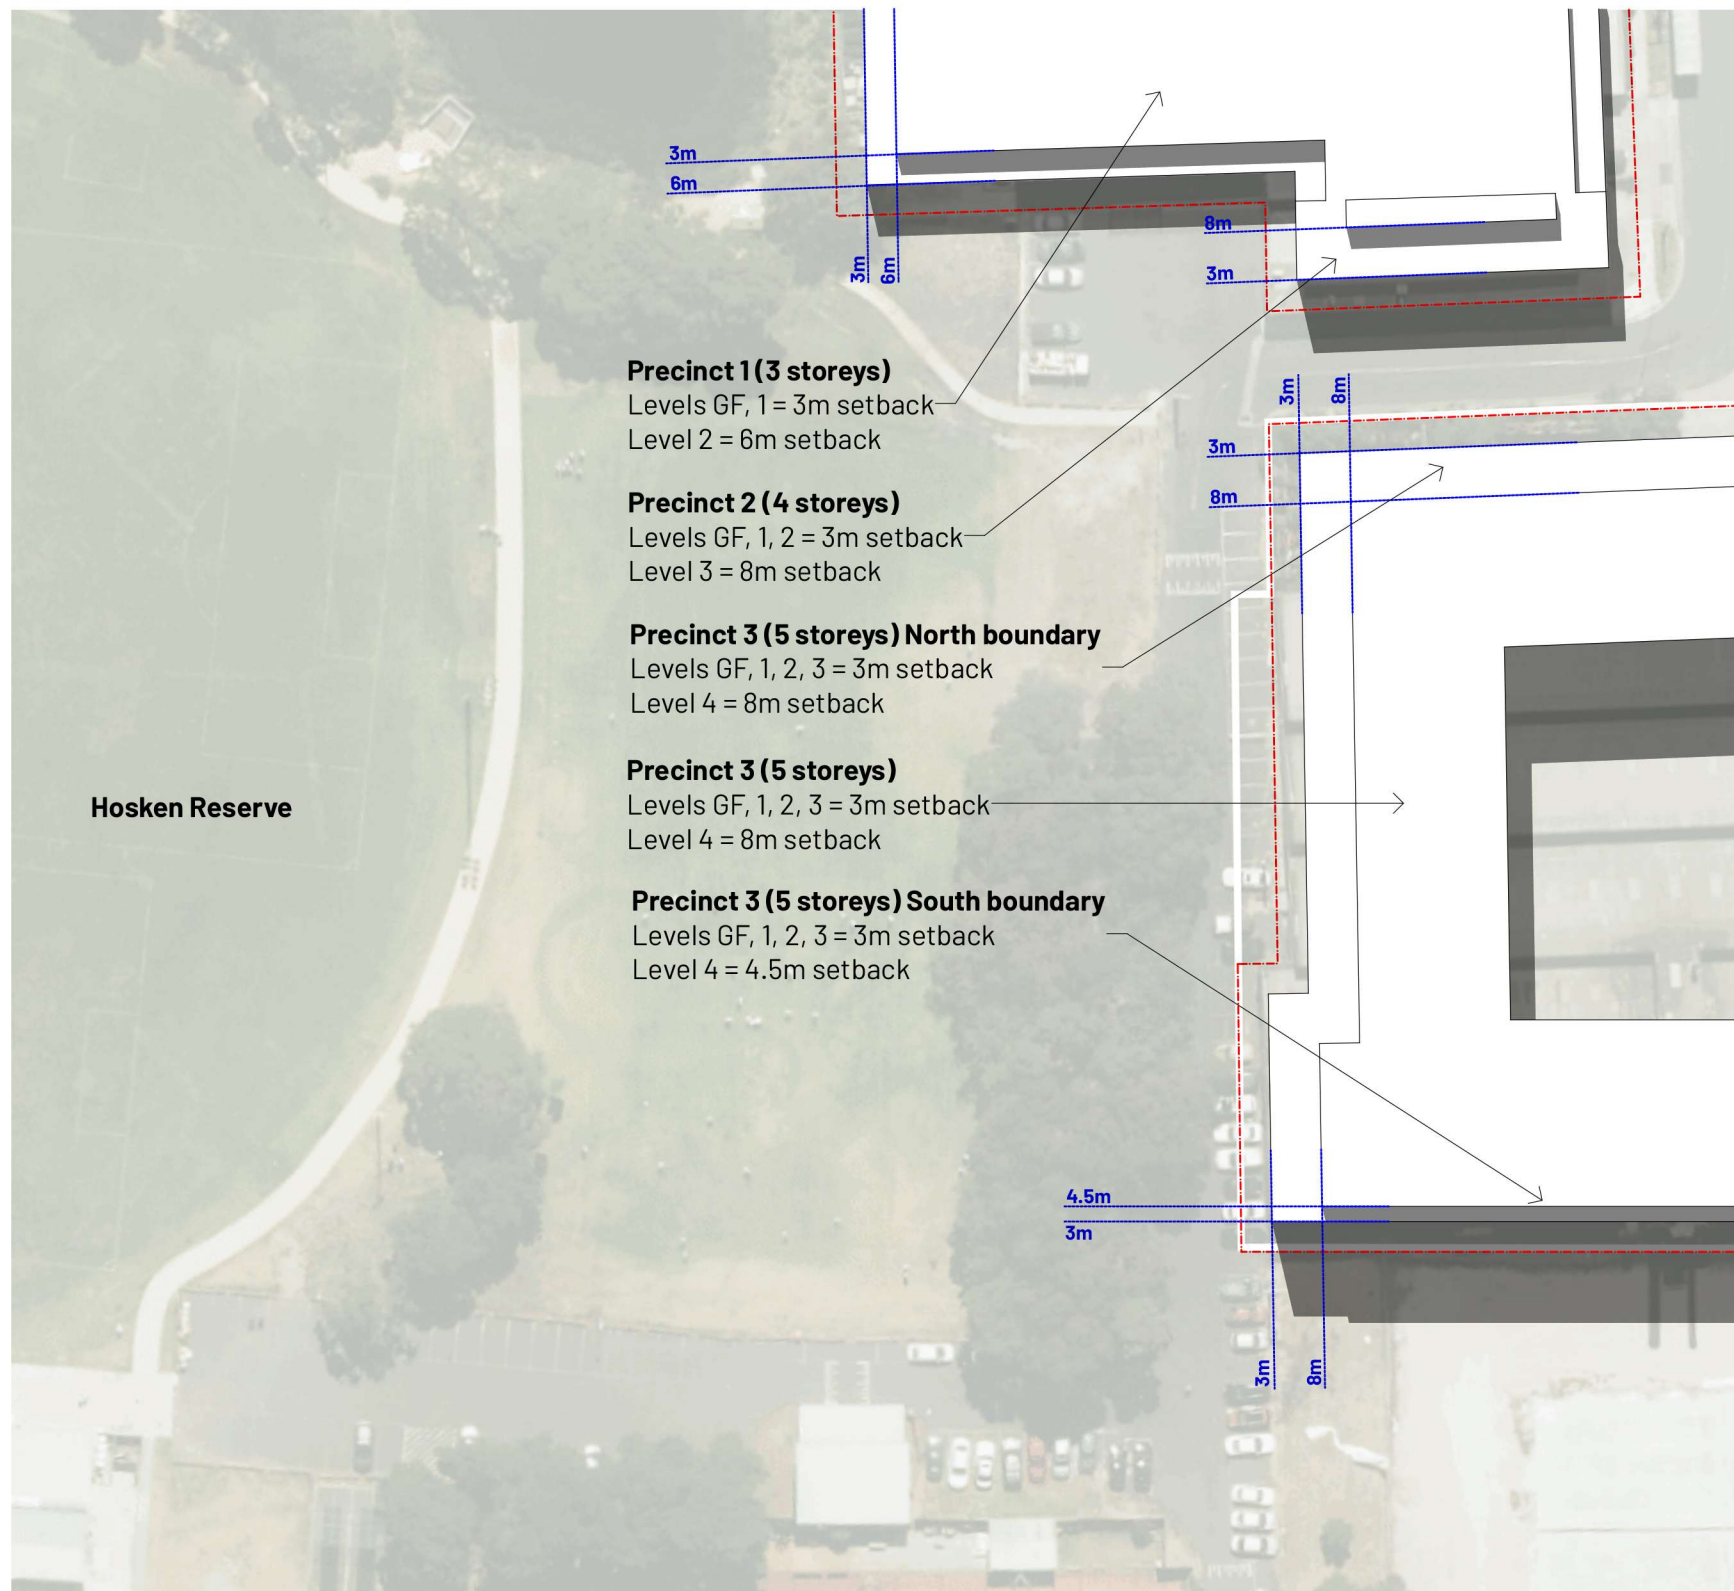 3m
6m
3m
6m
8m
3m
Precinct 1 (3 storeys)
Levels GF, 1 = 3m setback
Level 2 = 6m setback
3m
8m
3m
8m
Precinct 2 (4 storeys)
Levels GF, 1, 2 = 3m setback
Level 3 = 8m setback
Precinct 3 (5 storeys) North boundary
Levels GF, 1, 2, 3 = 3m setback
Level 4 = 8m setback
Precinct 3 (5 storeys)
Levels GF, 1, 2, 3 = 3m setback
Level 4 = 8m setback
Hosken Reserve
Precinct 3 (5 storeys) South boundary
Levels GF, 1, 2, 3 = 3m setback
Level 4 = 4.5m setback
4.5m
3m
3m
8m